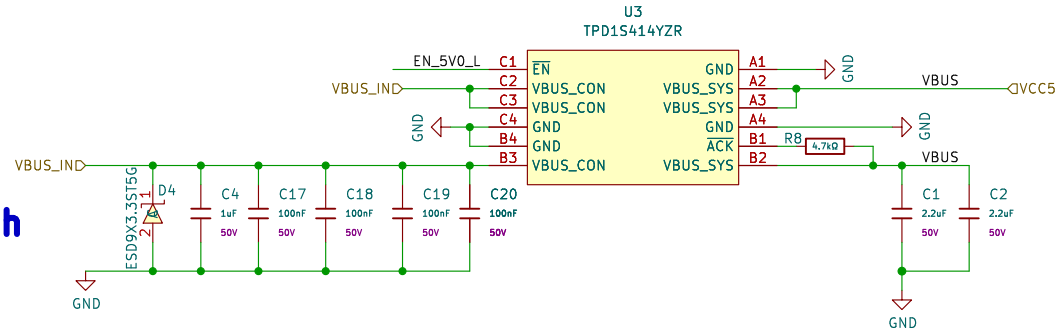 U3
TPD1S414YZR
EN_5V0_L C1 EN GND A1 GND
VBUS_IN C2 VBUS_CON VBUS_SYS A2 VBUS VCC5
C3 VBUS_CON VBUS_SYS A3
GND C4 GND GND A4 GND
B4 GND ACK B1 R8 4.7kΩ
VBUS_IN B3 VBUS_CON VBUS_SYS B2 VBUS
ESD9X3.3ST5G 1 D4 C4 C17 C18 C19 C20 C1 C2
A 1uF 100nF 100nF 100nF 100nF 2.2uF 2.2uF
h 2 50V 50V 50V 50V 50V 50V 50V
GND GND